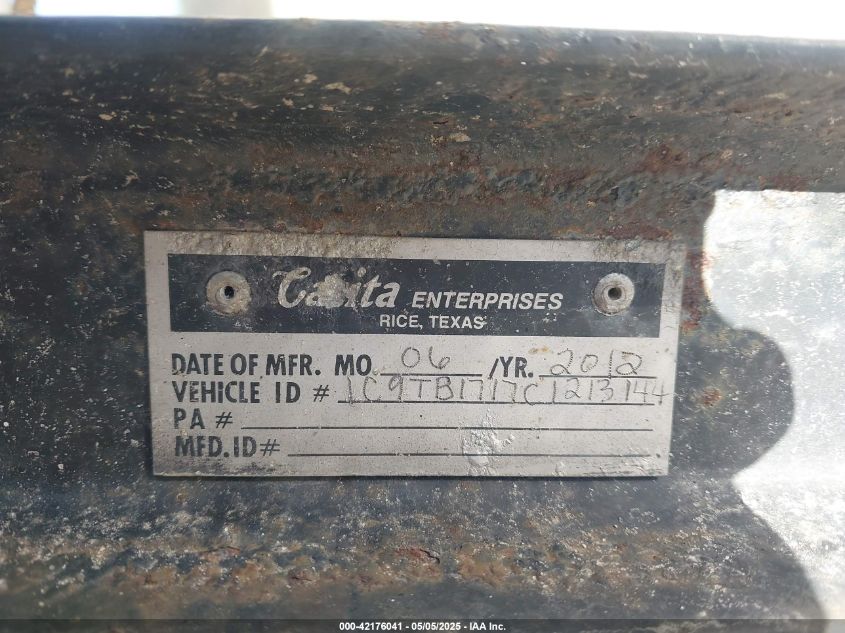 Casita ENTERPRISES
RICE, TEXAS
DATE OF MFR. MO. 06 /YR. 2012
VEHICLE ID # 1C9TB1717C1213144
PA #
MFD. ID#
000-42176041 - 05/05/2025 - IAA Inc.